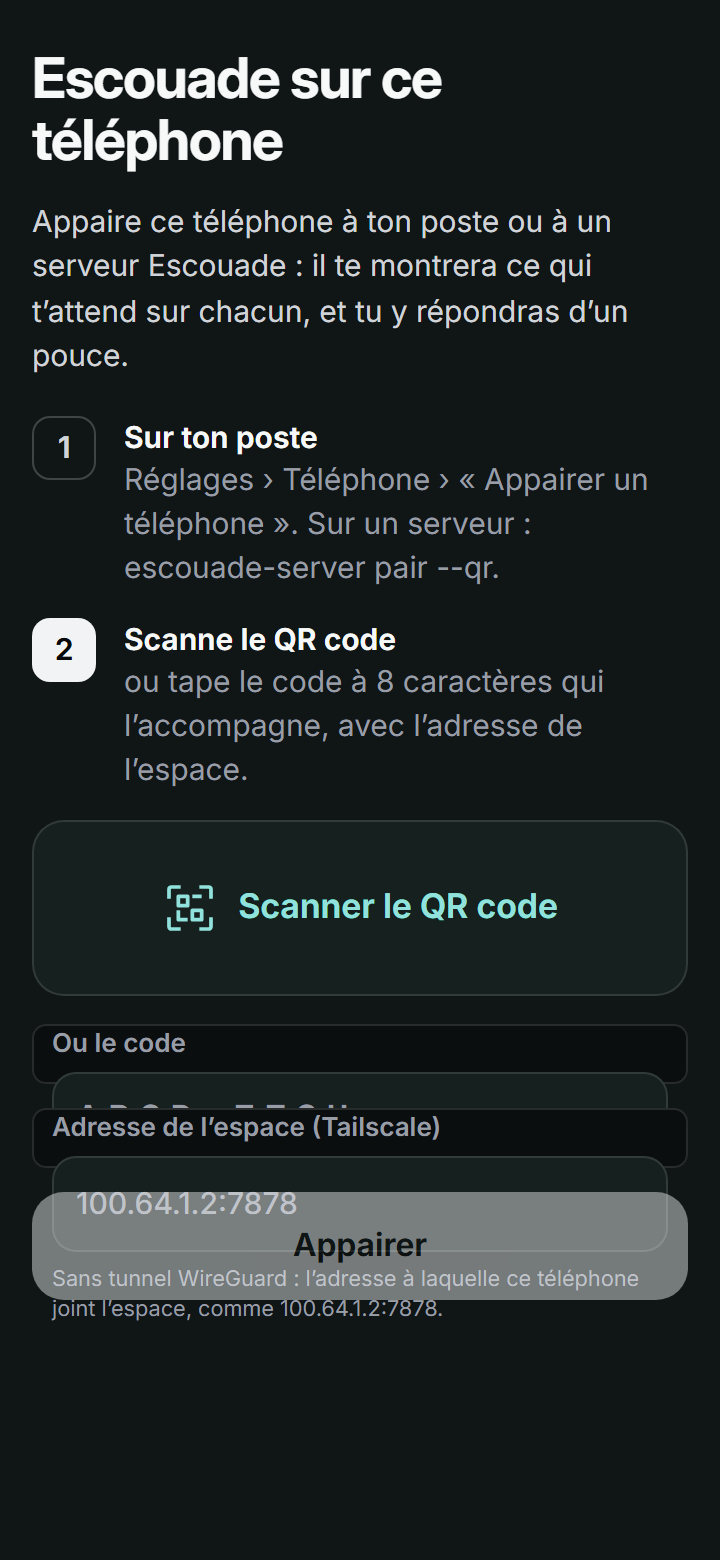 Escouade sur ce
téléphone
Appaire ce téléphone à ton poste ou à un
serveur Escouade : il te montrera ce qui
t’attend sur chacun, et tu y répondras d’un
pouce.
1
Sur ton poste
Réglages › Téléphone › « Appairer un
téléphone ». Sur un serveur :
escouade-server pair --qr.
2
Scanne le QR code
ou tape le code à 8 caractères qui
l’accompagne, avec l’adresse de
l’espace.
Scanner le QR code
Ou le code
Adresse de l’espace (Tailscale)
100.64.1.2:7878
Appairer
Sans tunnel WireGuard : l’adresse à laquelle ce téléphone
joint l’espace, comme 100.64.1.2:7878.